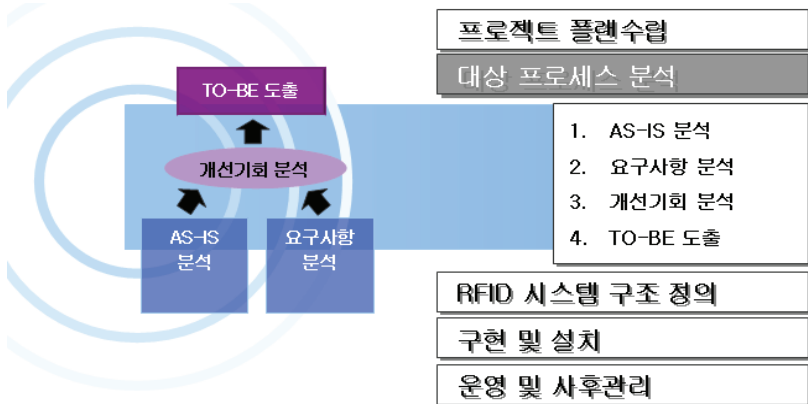 프로젝트 플랜수립
대상 프로세스 분석
TO-BE 도출
개선기회 분석
AS-IS
분석
요구사항
분석
1. AS-IS 분석
2. 요구사항 분석
3. 개선기회 분석
4. TO-BE 도출
RFID 시스템 구조 정의
구현 및 설치
운영 및 사후관리